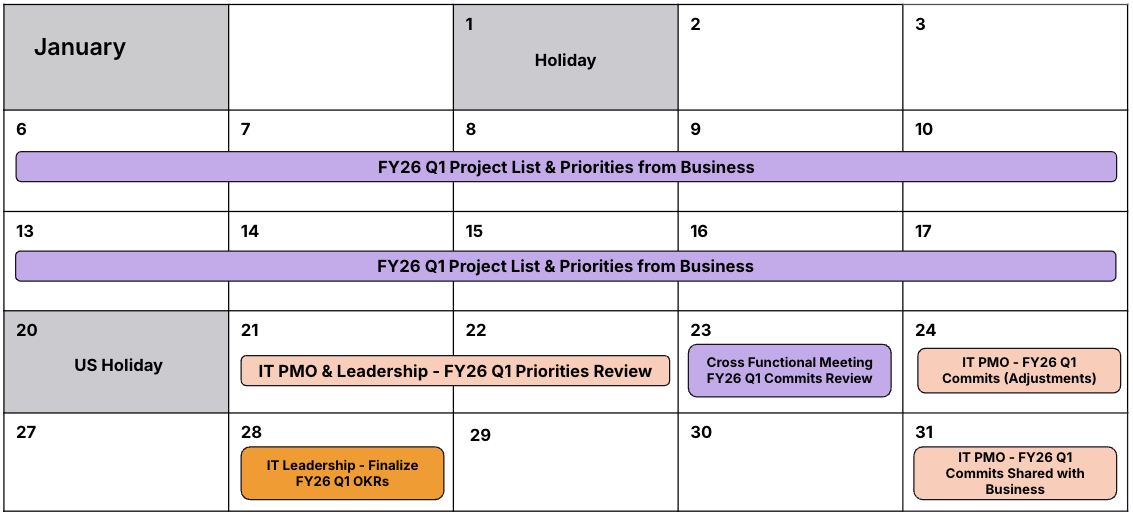 January
1
Holiday
2
3
6
7
8
9
10
FY26 Q1 Project List & Priorities from Business
13
14
15
16
17
FY26 Q1 Project List & Priorities from Business
20
US Holiday
21
22
IT PMO & Leadership - FY26 Q1 Priorities Review
23
Cross Functional Meeting
FY26 Q1 Commits Review
24
IT PMO - FY26 Q1
Commits (Adjustments)
27
28
IT Leadership - Finalize
FY26 Q1 OKRs
29
30
31
IT PMO - FY26 Q1
Commits Shared with
Business